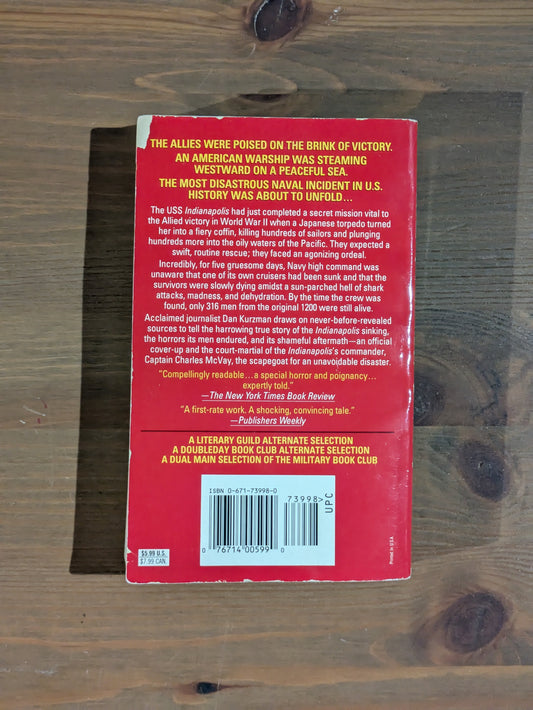 THE ALLIES WERE POISED ON THE BRINK OF VICTORY.
AN AMERICAN WARSHIP WAS STEAMING
WESTWARD ON A PEACEFUL SEA.
THE MOST DISASTROUS NAVAL INCIDENT IN U.S.
HISTORY WAS ABOUT TO UNFOLD...
The USS Indianapolis had just completed a secret mission vital to
the Allied victory in World War II when a Japanese torpedo turned
her into a fiery coffin, killing hundreds of sailors and plunging
hundreds more into the oily waters of the Pacific. They expected a
swift, routine rescue; they faced an agonizing ordeal.
Incredibly, for five gruesome days, Navy high command was
unaware that one of its own cruisers had been sunk and that the
survivors were slowly dying amidst a sun-parched hell of shark
attacks, madness, and dehydration. By the time the crew was
found, only 316 men from the original 1200 were still alive.
Acclaimed journalist Dan Kurzman draws on never-before-revealed
sources to tell the harrowing true story of the Indianapolis sinking,
the horrors its men endured, and its shameful aftermath—an official
cover-up and the court-martial of the Indianapolis's commander,
Captain Charles McVay, the scapegoat for an unavoidable disaster.
"Compellingly readable...a special horror and poignancy...
expertly told."
—The New York Times Book Review
"A first-rate work. A shocking, convincing tale."
—Publishers Weekly
A LITERARY GUILD ALTERNATE SELECTION
A DOUBLEDAY BOOK CLUB ALTERNATE SELECTION
A DUAL MAIN SELECTION OF THE MILITARY BOOK CLUB
ISBN 0-671-73998-0
73998>
UPC
0 76714 00599 0
$5.99 U.S.
$7.99 CAN.
Printed in U.S.A.